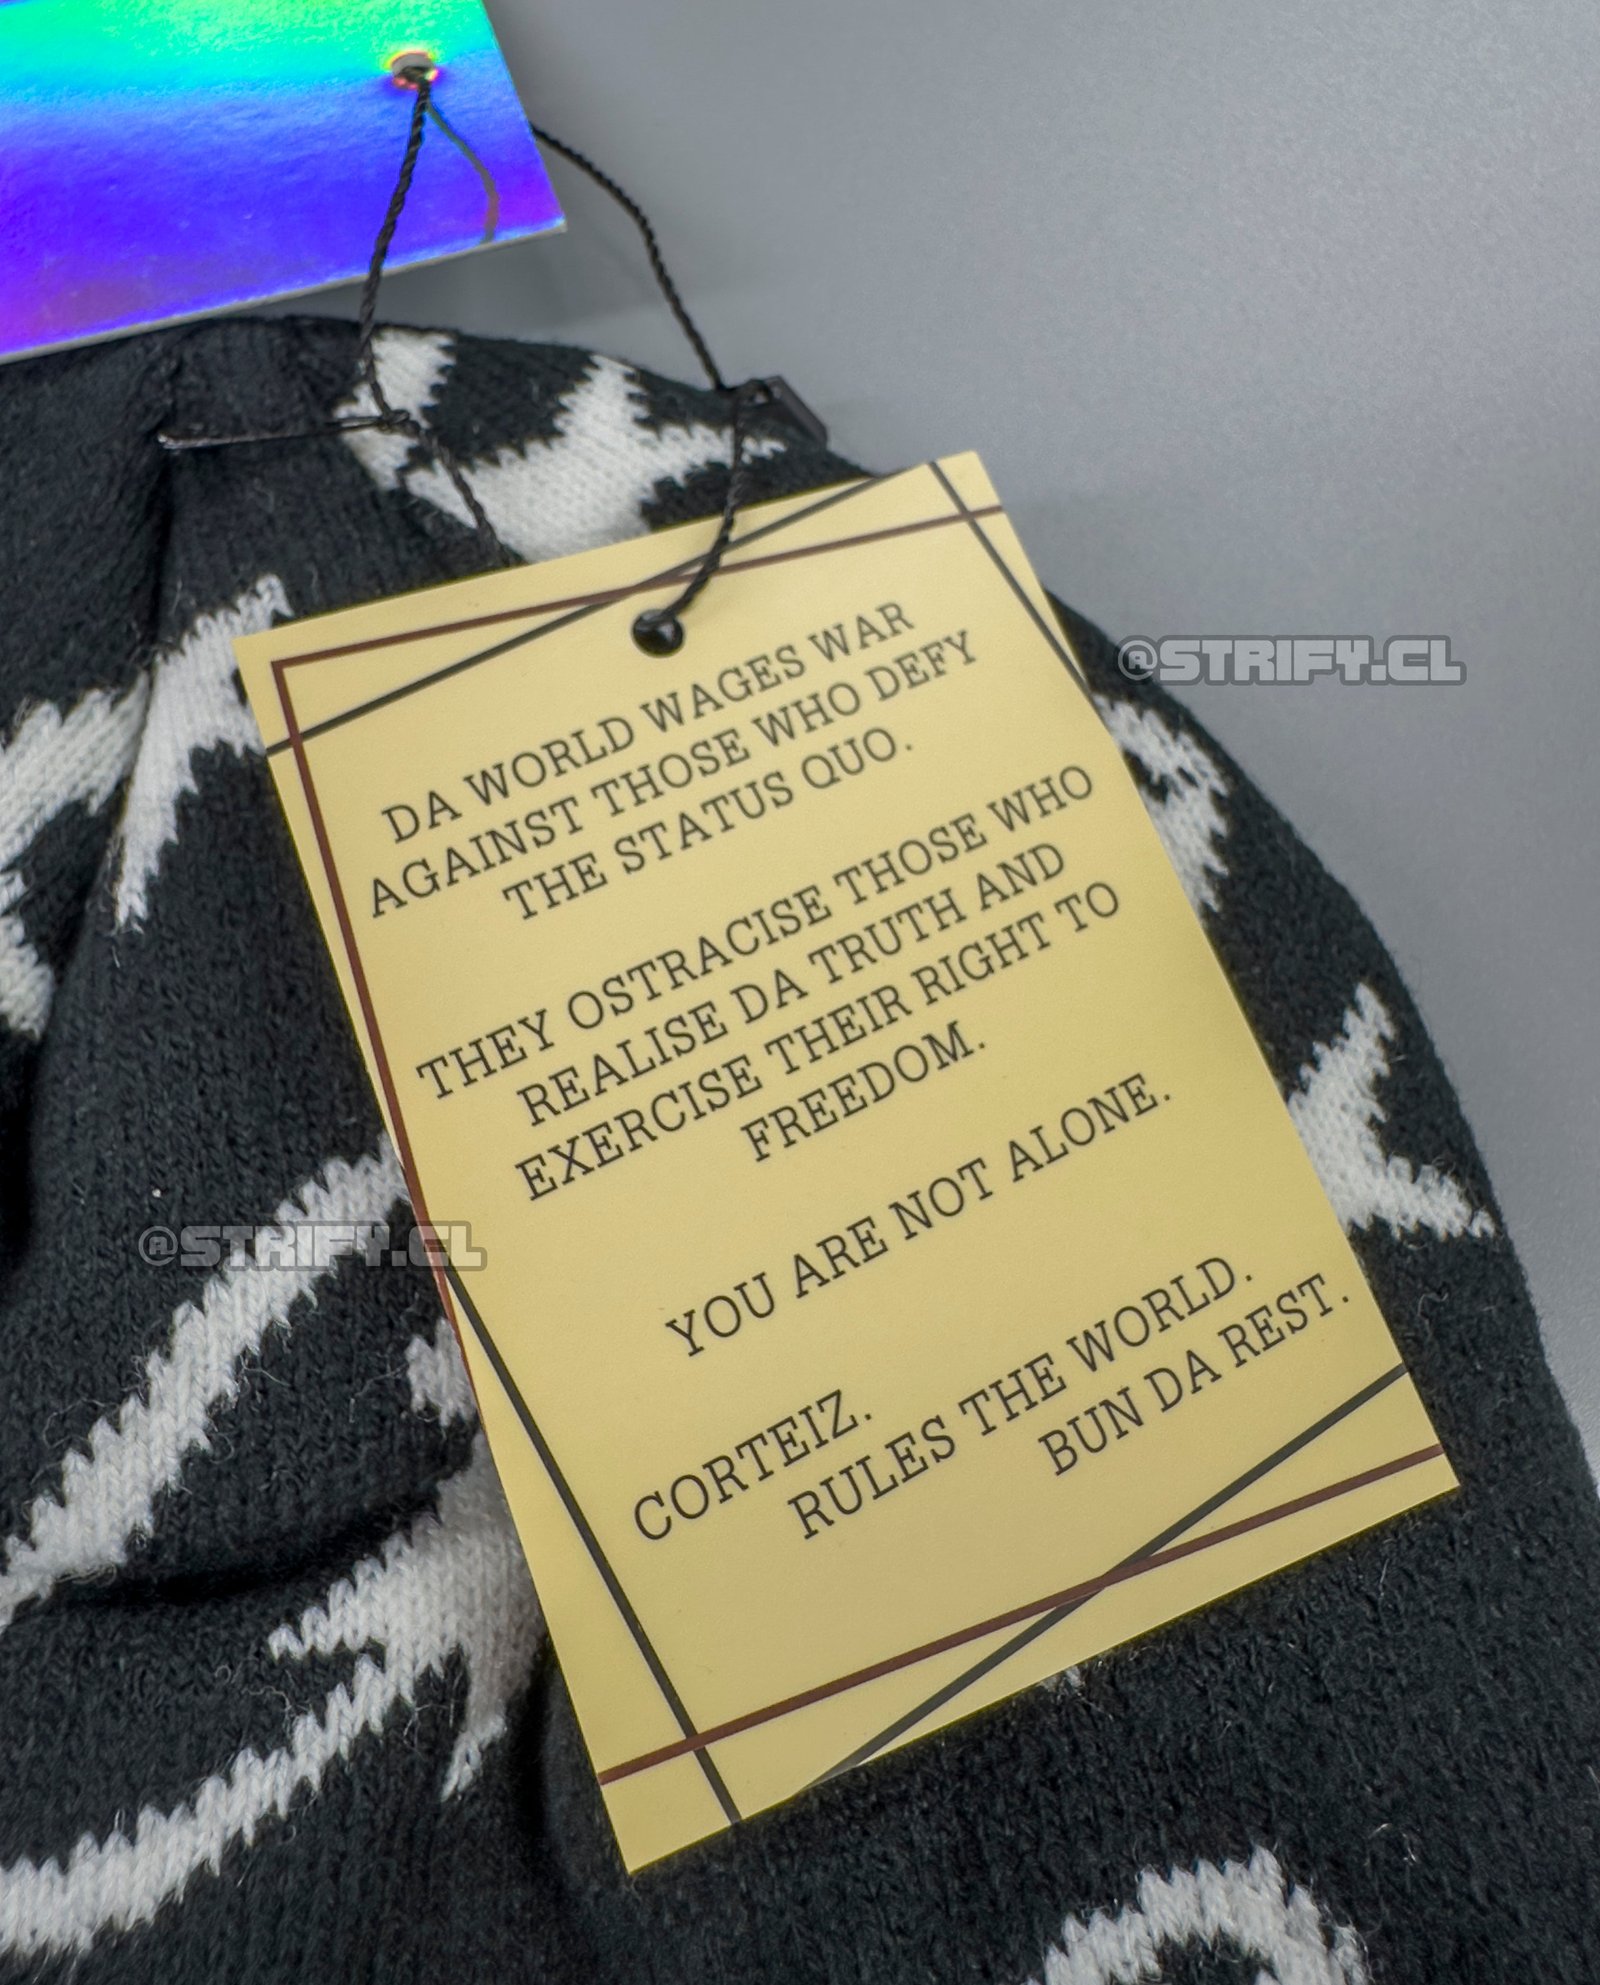 DA WORLD WAGES WAR
AGAINST THOSE WHO DEFY
THE STATUS QUO.
THEY OSTRACISE THOSE WHO
REALISE DA TRUTH AND
EXERCISE THEIR RIGHT TO
FREEDOM.
YOU ARE NOT ALONE.
CORTEIZ.
RULES THE WORLD.
BUN DA REST.
@STRIFY.CL
@STRIFY.CL